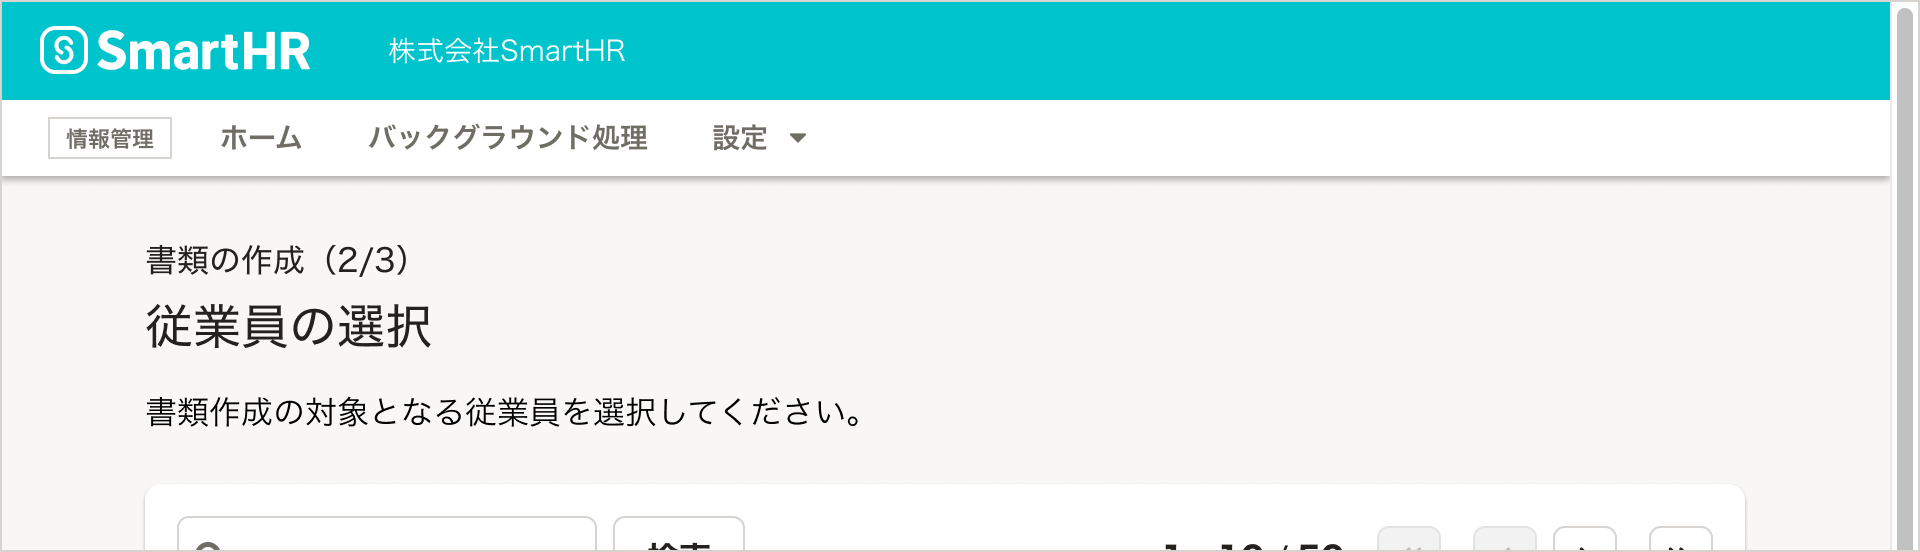 SmartHR 株式会社SmartHR
情報管理 ホーム バックグラウンド処理 設定
書類の作成（2/3）
従業員の選択
書類作成の対象となる従業員を選択してください。